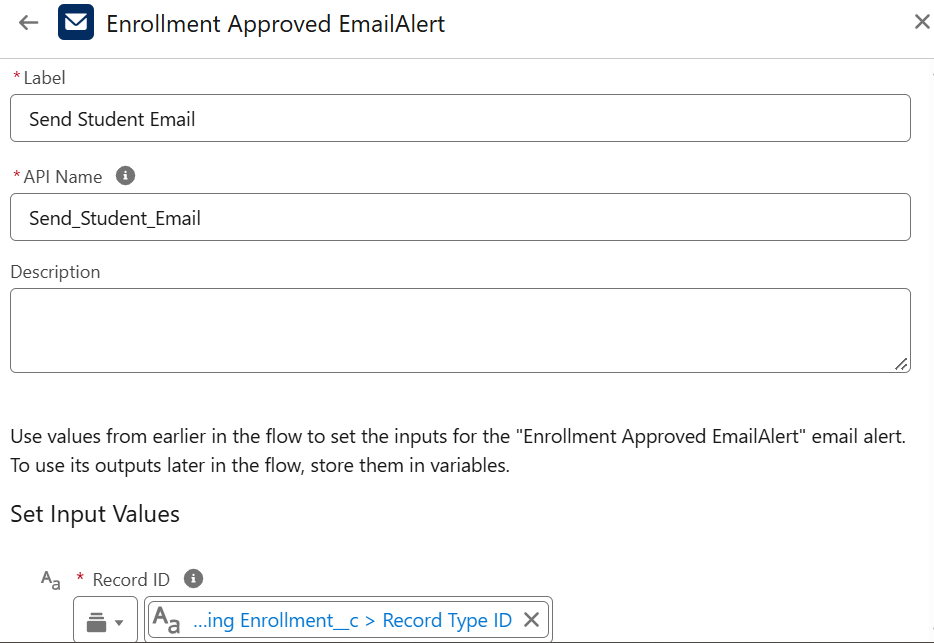 Enrollment Approved EmailAlert
* Label
Send Student Email
* API Name
Send_Student_Email
Description
Use values from earlier in the flow to set the inputs for the "Enrollment Approved EmailAlert" email alert.
To use its outputs later in the flow, store them in variables.
Set Input Values
Aa * Record ID
Aa ...ing Enrollment__c > Record Type ID